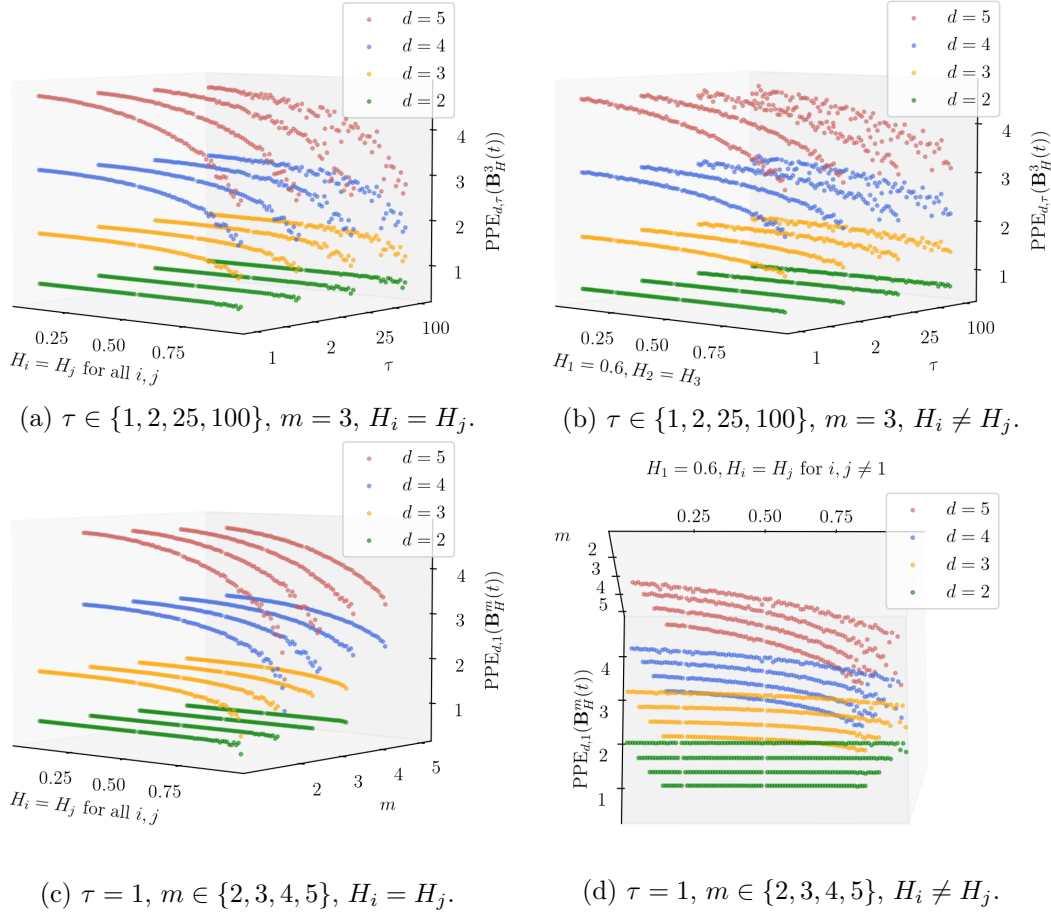 d = 5
d = 4
d = 3
d = 2
4
3
2
1
PPE_{d,τ}(B_H^3(t))
0.25
0.50
0.75
H_i = H_j for all i, j
1
2
25
100
τ
(a) τ ∈ {1, 2, 25, 100}, m = 3, H_i = H_j.
d = 5
d = 4
d = 3
d = 2
4
3
2
1
PPE_{d,τ}(B_H^3(t))
0.25
0.50
0.75
H_1 = 0.6, H_2 = H_3
1
2
25
100
τ
(b) τ ∈ {1, 2, 25, 100}, m = 3, H_i ≠ H_j.
d = 5
d = 4
d = 3
d = 2
4
3
2
1
PPE_{d,1}(B_H^m(t))
0.25
0.50
0.75
H_i = H_j for all i, j
2
3
4
5
m
(c) τ = 1, m ∈ {2, 3, 4, 5}, H_i = H_j.
H_1 = 0.6, H_i = H_j for i, j ≠ 1
d = 5
d = 4
d = 3
d = 2
0.25
0.50
0.75
m
2
3
4
5
4
3
2
1
PPE_{d,1}(B_H^m(t))
(d) τ = 1, m ∈ {2, 3, 4, 5}, H_i ≠ H_j.